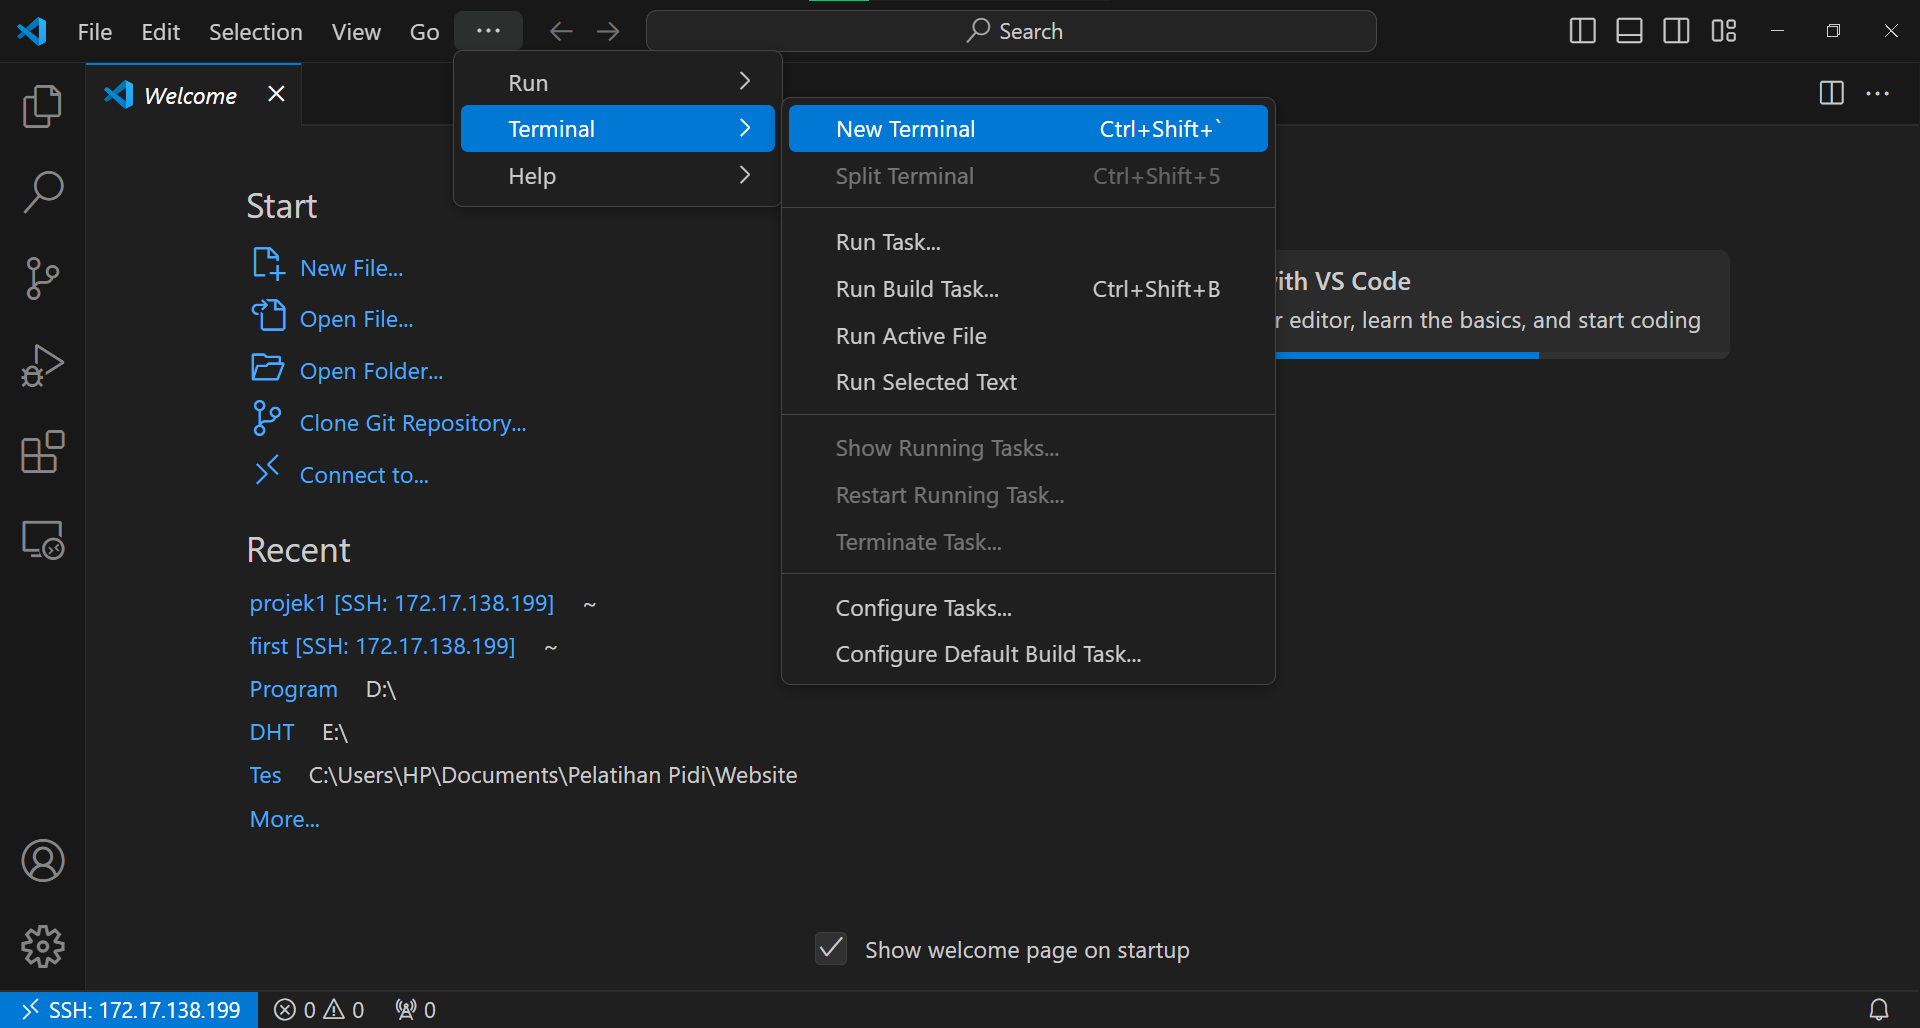 File Edit Selection View Go ··· Search
Welcome
Run
Terminal
Help
New Terminal Ctrl+Shift+`
Split Terminal Ctrl+Shift+5
Run Task...
Run Build Task... Ctrl+Shift+B
Run Active File
Run Selected Text
Show Running Tasks...
Restart Running Task...
Terminate Task...
Configure Tasks...
Configure Default Build Task...
Start
New File...
Open File...
Open Folder...
Clone Git Repository...
Connect to...
Recent
projek1 [SSH: 172.17.138.199] ~
first [SSH: 172.17.138.199] ~
Program D:\
DHT E:\
Tes C:\Users\HP\Documents\Pelatihan Pidi\Website
More...
VS Code
editor, learn the basics, and start coding
Show welcome page on startup
SSH: 172.17.138.199 0 0 0